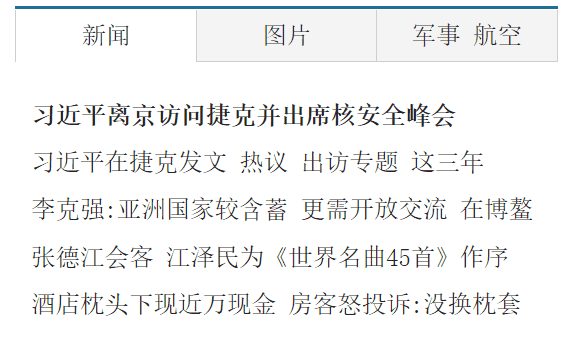 新闻 图片 军事 航空
习近平离京访问捷克并出席核安全峰会
习近平在捷克发文 热议 出访专题 这三年
李克强:亚洲国家较含蓄 更需开放交流 在博鳌
张德江会客 江泽民为《世界名曲45首》作序
酒店枕头下现近万现金 房客怒投诉:没换枕套